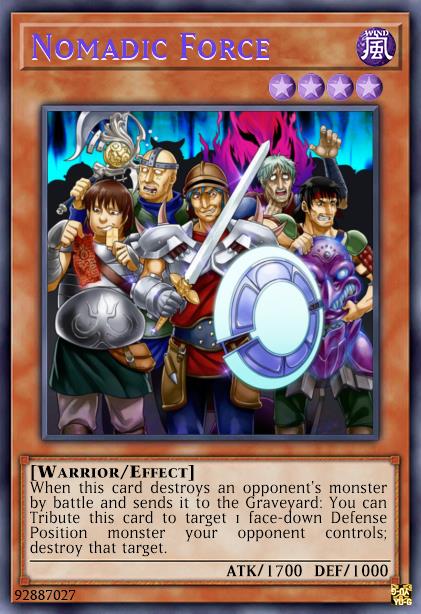 Nomadic Force
WIND
風
[Warrior/Effect]
When this card destroys an opponent's monster
by battle and sends it to the Graveyard: You can
Tribute this card to target 1 face-down Defense
Position monster your opponent controls;
destroy that target.
ATK/1700 DEF/1000
92887027